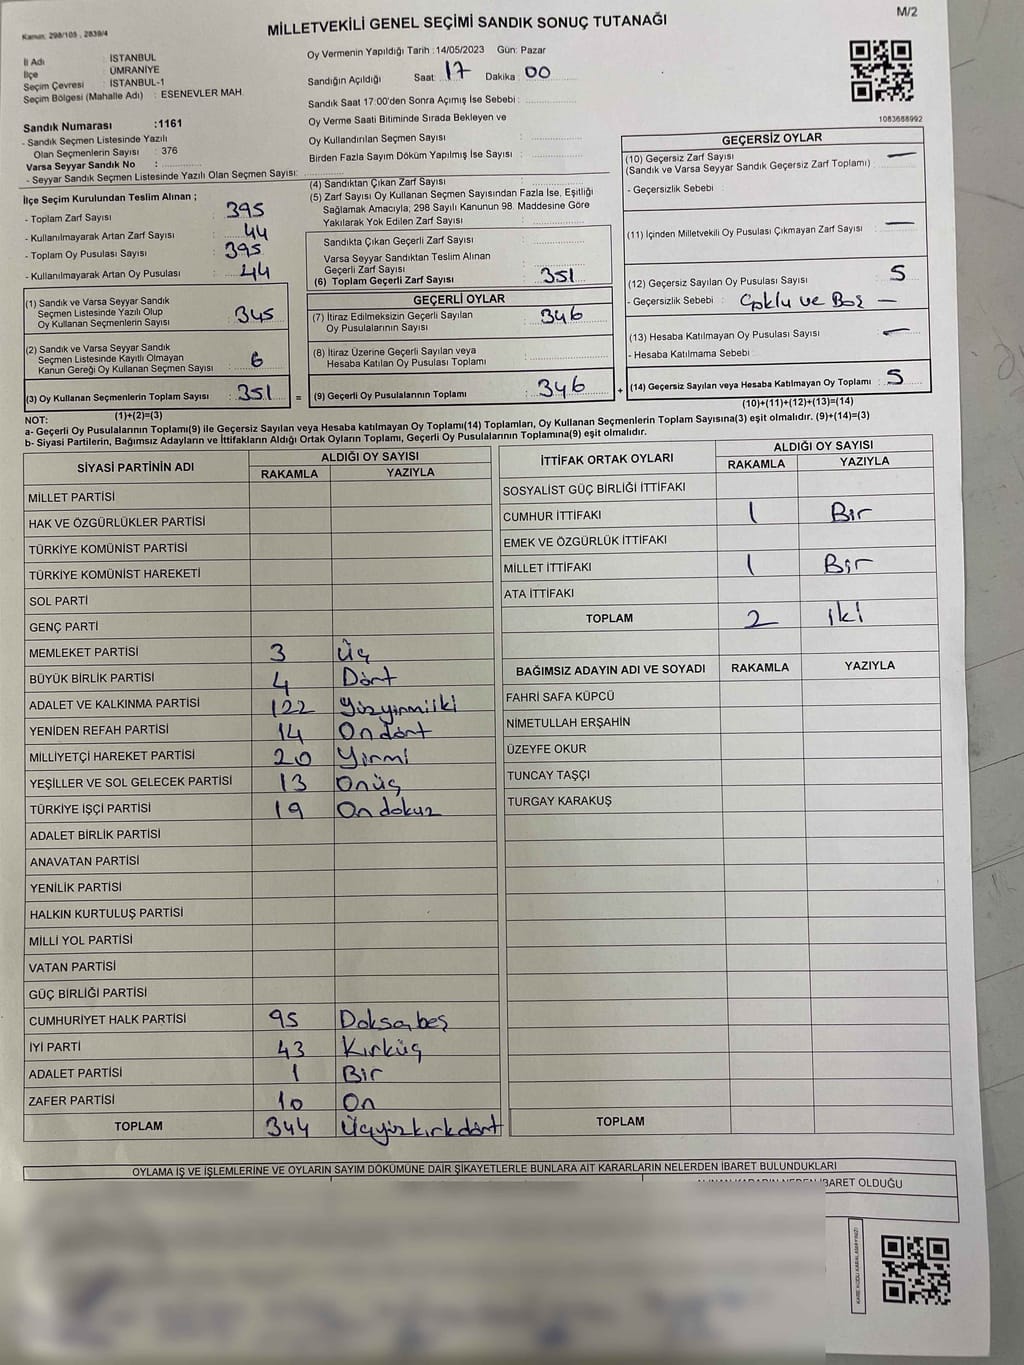 Kanun: 298/105 , 2839/4
MİLLETVEKİLİ GENEL SEÇİMİ SANDIK SONUÇ TUTANAĞI
M/2
İl Adı : İSTANBUL
İlçe : ÜMRANİYE
Seçim Çevresi : İSTANBUL-1
Seçim Bölgesi (Mahalle Adı) : ESENEVLER MAH.
Oy Vermenin Yapıldığı Tarih : 14/05/2023 Gün: Pazar
Sandığın Açıldığı Saat: 17 Dakika: 00
Sandık Saat 17:00'den Sonra Açımış İse Sebebi :
Oy Verme Saati Bitiminde Sırada Bekleyen ve
Oy Kullandırılan Seçmen Sayısı :
Birden Fazla Sayım Döküm Yapılmış İse Sayısı :
1083688992
Sandık Numarası :1161
- Sandık Seçmen Listesinde Yazılı
Olan Seçmenlerin Sayısı : 376
Varsa Seyyar Sandık No :
- Seyyar Sandık Seçmen Listesinde Yazılı Olan Seçmen Sayısı:
İlçe Seçim Kurulundan Teslim Alınan ;
- Toplam Zarf Sayısı : 395
- Kullanılmayarak Artan Zarf Sayısı : 44
- Toplam Oy Pusulası Sayısı : 395
- Kullanılmayarak Artan Oy Pusulası : 44
(1) Sandık ve Varsa Seyyar Sandık
Seçmen Listesinde Yazılı Olup
Oy Kullanan Seçmenlerin Sayısı : 345
(2) Sandık ve Varsa Seyyar Sandık
Seçmen Listesinde Kayıtlı Olmayan
Kanun Gereği Oy Kullanan Seçmen Sayısı : 6
(3) Oy Kullanan Seçmenlerin Toplam Sayısı : 351
(1)+(2)=(3)
(4) Sandıktan Çıkan Zarf Sayısı :
(5) Zarf Sayısı Oy Kullanan Seçmen Sayısından Fazla İse, Eşitliği
Sağlamak Amacıyla, 298 Sayılı Kanunun 98. Maddesine Göre
Yakılarak Yok Edilen Zarf Sayısı :
Sandıkta Çıkan Geçerli Zarf Sayısı :
Varsa Seyyar Sandıktan Teslim Alınan
Geçerli Zarf Sayısı :
(6) Toplam Geçerli Zarf Sayısı : 351
GEÇERLİ OYLAR
(7) İtiraz Edilmeksizin Geçerli Sayılan
Oy Pusulalarının Sayısı : 346
(8) İtiraz Üzerine Geçerli Sayılan veya
Hesaba Katılan Oy Pusulası Toplamı :
= (9) Geçerli Oy Pusulalarının Toplamı : 346
GEÇERSİZ OYLAR
(10) Geçersiz Zarf Sayısı : —
(Sandık ve Varsa Seyyar Sandık Geçersiz Zarf Toplamı)
- Geçersizlik Sebebi :
(11) İçinden Milletvekili Oy Pusulası Çıkmayan Zarf Sayısı : —
(12) Geçersiz Sayılan Oy Pusulası Sayısı : 5
- Geçersizlik Sebebi : Çoklu ve Boş —
(13) Hesaba Katılmayan Oy Pusulası Sayısı : —
- Hesaba Katılmama Sebebi :
+ (14) Geçersiz Sayılan veya Hesaba Katılmayan Oy Toplamı : 5
(10)+(11)+(12)+(13)=(14)
NOT:
a- Geçerli Oy Pusulalarının Toplamı(9) ile Geçersiz Sayılan veya Hesaba Katılmayan Oy Toplamı(14) Toplamları, Oy Kullanan Seçmenlerin Toplam Sayısına(3) eşit olmalıdır. (9)+(14)=(3)
b- Siyasi Partilerin, Bağımsız Adayların ve İttifakların Aldığı Ortak Oyların Toplamı, Geçerli Oy Pusulalarının Toplamına(9) eşit olmalıdır.
SİYASİ PARTİNİN ADI ALDIĞI OY SAYISI
RAKAMLA YAZIYLA
MİLLET PARTİSİ
HAK VE ÖZGÜRLÜKLER PARTİSİ
TÜRKİYE KOMÜNİST PARTİSİ
TÜRKİYE KOMÜNİST HAREKETİ
SOL PARTİ
GENÇ PARTİ
MEMLEKET PARTİSİ 3 Üç
BÜYÜK BİRLİK PARTİSİ 4 Dört
ADALET VE KALKINMA PARTİSİ 122 Yüzyirmiiki
YENİDEN REFAH PARTİSİ 14 Ondört
MİLLİYETÇİ HAREKET PARTİSİ 20 Yirmi
YEŞİLLER VE SOL GELECEK PARTİSİ 13 Onüç
TÜRKİYE İŞÇİ PARTİSİ 19 On dokuz
ADALET BİRLİK PARTİSİ
ANAVATAN PARTİSİ
YENİLİK PARTİSİ
HALKIN KURTULUŞ PARTİSİ
MİLLİ YOL PARTİSİ
VATAN PARTİSİ
GÜÇ BİRLİĞİ PARTİSİ
CUMHURİYET HALK PARTİSİ 95 Doksanbeş
İYİ PARTİ 43 Kırküç
ADALET PARTİSİ 1 Bir
ZAFER PARTİSİ 10 On
TOPLAM 344 Üçyüzkırkdört
İTTİFAK ORTAK OYLARI ALDIĞI OY SAYISI
RAKAMLA YAZIYLA
SOSYALİST GÜÇ BİRLİĞİ İTTİFAKI
CUMHUR İTTİFAKI 1 Bir
EMEK VE ÖZGÜRLÜK İTTİFAKI
MİLLET İTTİFAKI 1 Bir
ATA İTTİFAKI
TOPLAM 2 iki
BAĞIMSIZ ADAYIN ADI VE SOYADI RAKAMLA YAZIYLA
FAHRİ SAFA KÜPCÜ
NİMETULLAH ERŞAHİN
ÜZEYFE OKUR
TUNCAY TAŞÇI
TURGAY KARAKUŞ
TOPLAM
OYLAMA İŞ VE İŞLEMLERİNE VE OYLARIN SAYIM DÖKÜMÜNE DAİR ŞİKAYETLERLE BUNLARA AİT KARARLARIN NELERDEN İBARET BULUNDUKLARI
İBARET OLDUĞU